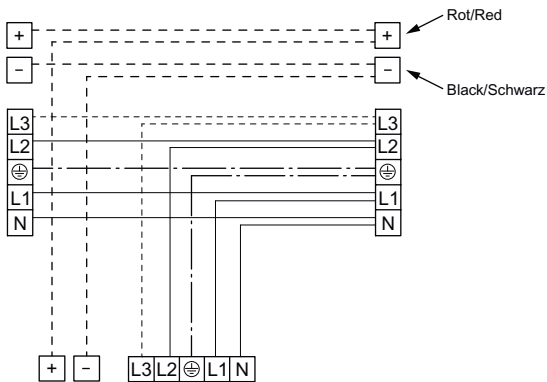 Rot/Red
+ +
− −
Black/Schwarz
L3 L3
L2 L2
L1 L1
N N
+ − L3 L2 L1 N